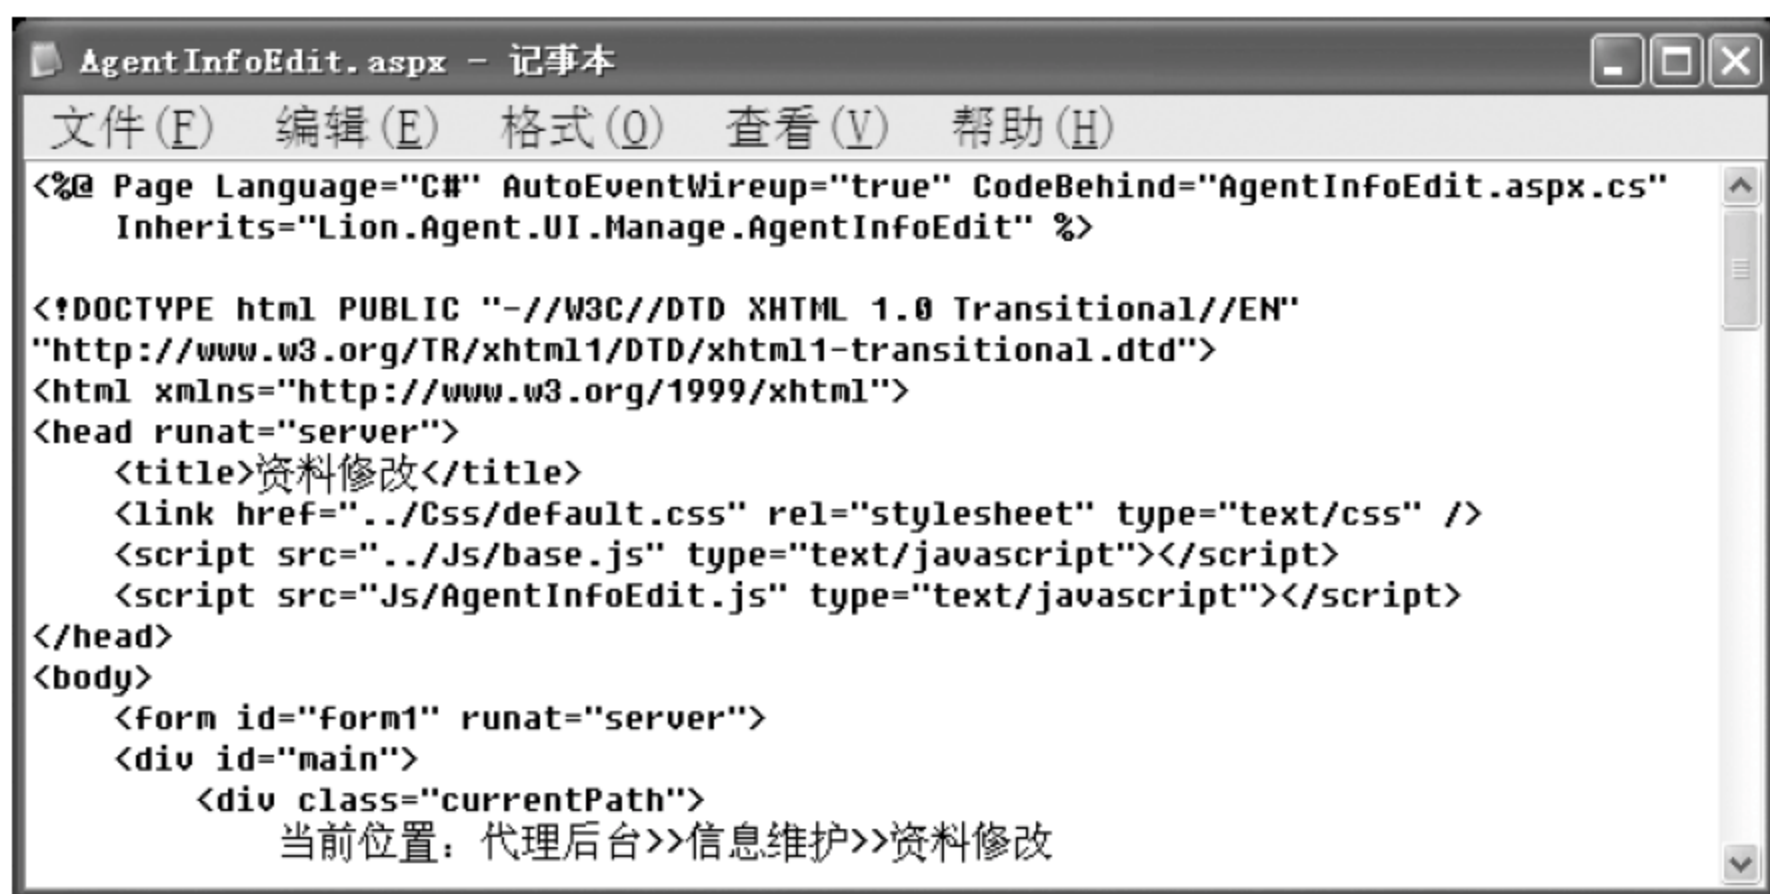 AgentInfoEdit.aspx - 记事本
文件(F) 编辑(E) 格式(O) 查看(V) 帮助(H)
<%@ Page Language="C#" AutoEventWireup="true" CodeBehind="AgentInfoEdit.aspx.cs"
    Inherits="Lion.Agent.UI.Manage.AgentInfoEdit" %>
<!DOCTYPE html PUBLIC "-//W3C//DTD XHTML 1.0 Transitional//EN"
"http://www.w3.org/TR/xhtml1/DTD/xhtml1-transitional.dtd">
<html xmlns="http://www.w3.org/1999/xhtml">
<head runat="server">
    <title>资料修改</title>
    <link href="../Css/default.css" rel="stylesheet" type="text/css" />
    <script src="../Js/base.js" type="text/javascript"></script>
    <script src="Js/AgentInfoEdit.js" type="text/javascript"></script>
</head>
<body>
    <form id="form1" runat="server">
    <div id="main">
        <div class="currentPath">
            当前位置：代理后台>>信息维护>>资料修改